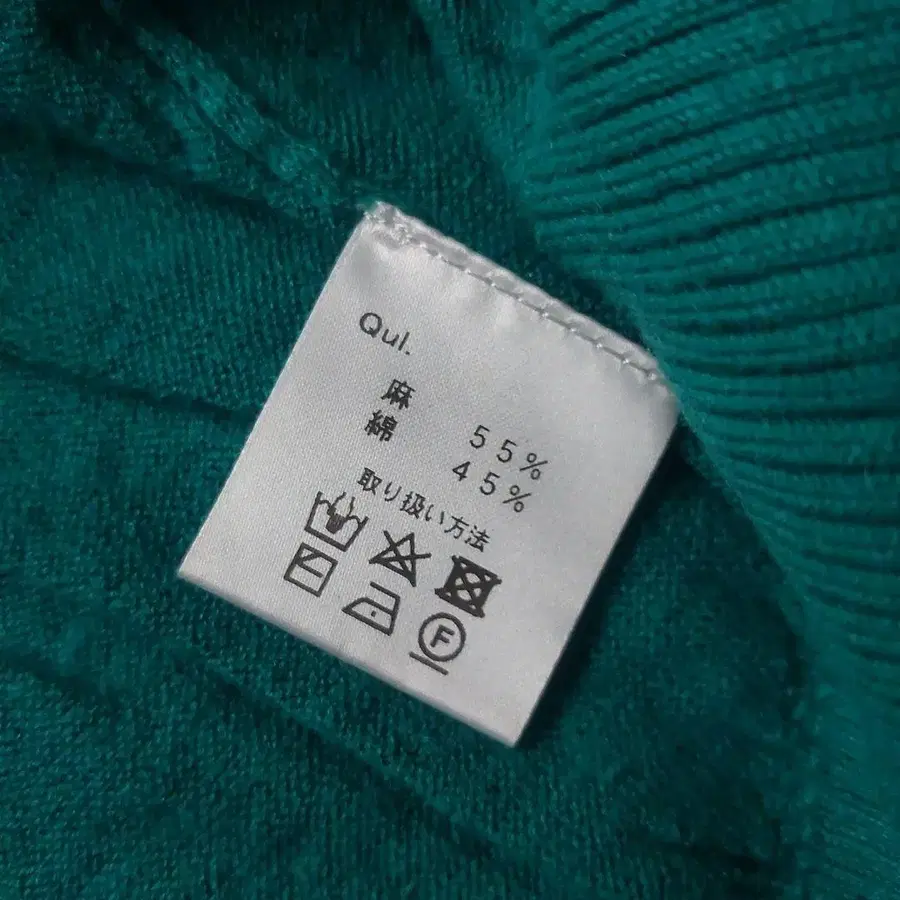 Qul.
麻 55%
綿 45%
取り扱い方法
F